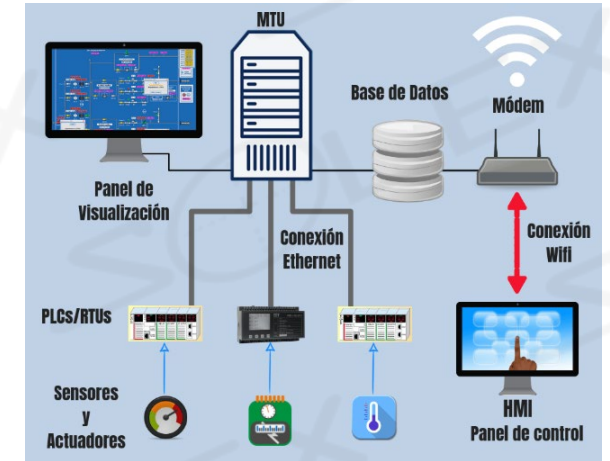 MTU
Base de Datos
Módem
Panel de
Visualización
Conexión
Ethernet
Conexión
Wifi
PLCs/RTUs
Sensores
y
Actuadores
HMI
Panel de control